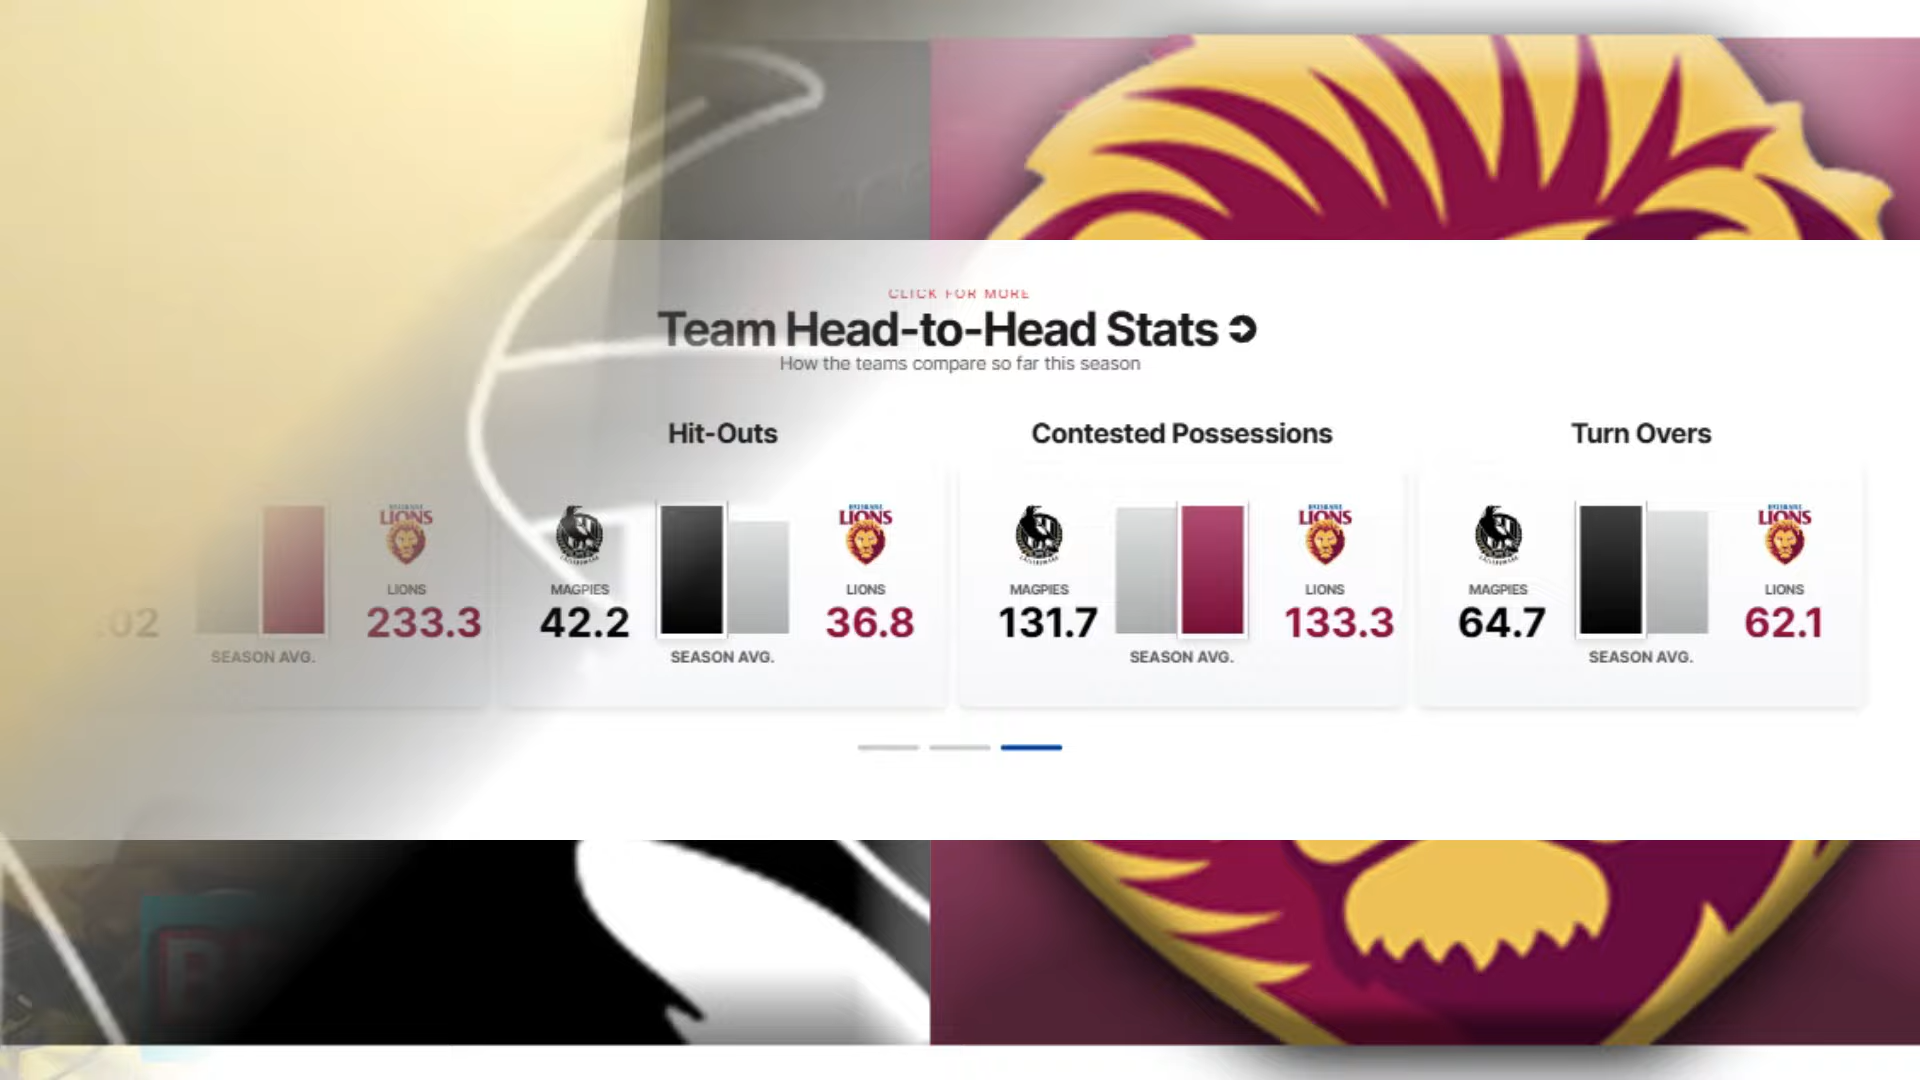 CLICK FOR MORE
Team Head-to-Head Stats
How the teams compare so far this season
Hit-Outs
Contested Possessions
Turn Overs
LIONS
233.3
SEASON AVG.
MAGPIES
42.2
SEASON AVG.
LIONS
LIONS
36.8
MAGPIES
131.7
SEASON AVG.
LIONS
LIONS
133.3
MAGPIES
64.7
SEASON AVG.
LIONS
LIONS
62.1